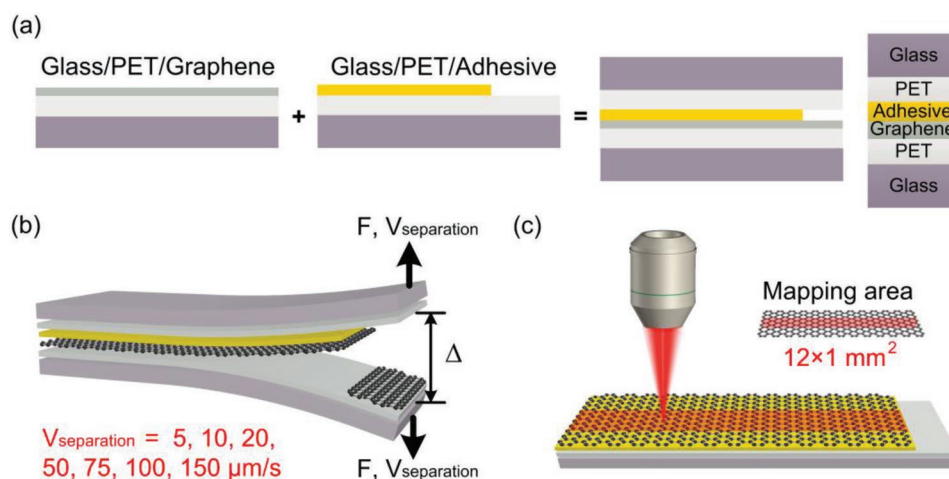 (a)
Glass/PET/Graphene
+
Glass/PET/Adhesive
=
Glass
PET
Adhesive
Graphene
PET
Glass
(b)
F, Vseparation
Δ
F, Vseparation
Vseparation = 5, 10, 20,
50, 75, 100, 150 μm/s
(c)
Mapping area
12×1 mm²